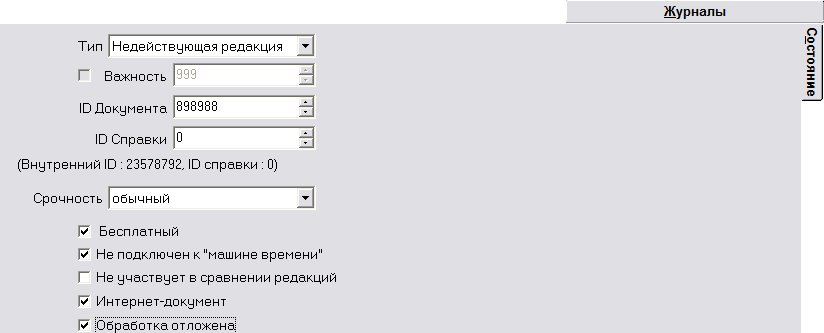 Журналы
Состояние
Тип Недействующая редакция
Важность 999
ID Документа 898988
ID Справки 0
(Внутренний ID : 23578792, ID справки : 0)
Срочность обычный
Бесплатный
Не подключен к "машине времени"
Не участвует в сравнении редакций
Интернет-документ
Обработка отложена